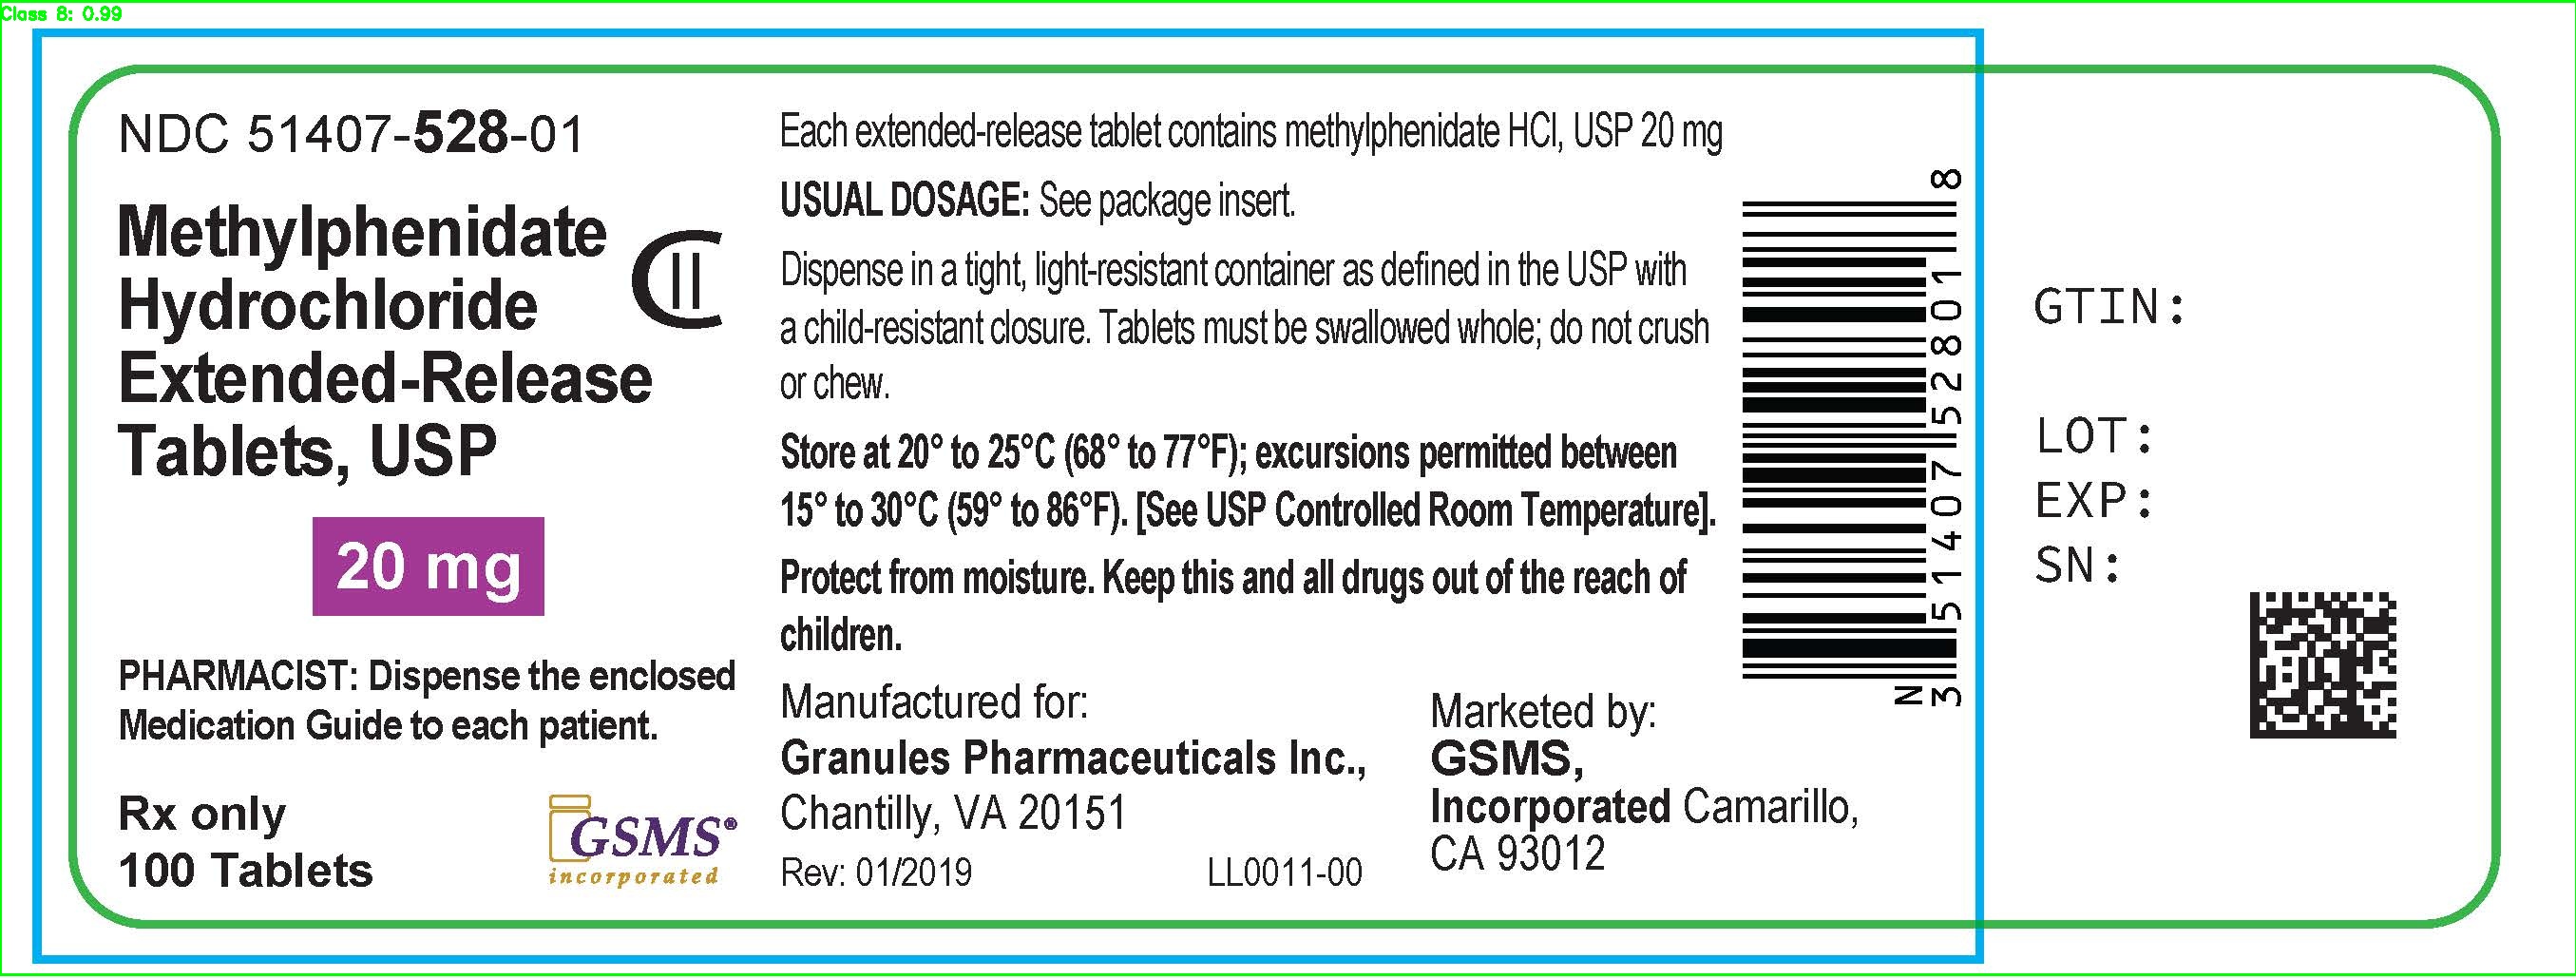 Class 8: 0.99
NDC 51407-528-01
Methylphenidate
Hydrochloride
Extended-Release
Tablets, USP
CII
20 mg
PHARMACIST: Dispense the enclosed
Medication Guide to each patient.
Rx only
100 Tablets
GSMS®
incorporated
Each extended-release tablet contains methylphenidate HCl, USP 20 mg
USUAL DOSAGE: See package insert.
Dispense in a tight, light-resistant container as defined in the USP with
a child-resistant closure. Tablets must be swallowed whole; do not crush
or chew.
Store at 20° to 25°C (68° to 77°F); excursions permitted between
15° to 30°C (59° to 86°F). [See USP Controlled Room Temperature].
Protect from moisture. Keep this and all drugs out of the reach of
children.
Manufactured for:
Granules Pharmaceuticals Inc.,
Chantilly, VA 20151
Rev: 01/2019
LL0011-00
Marketed by:
GSMS,
Incorporated Camarillo,
CA 93012
N
3 51407 52801 8
GTIN:
LOT:
EXP:
SN: